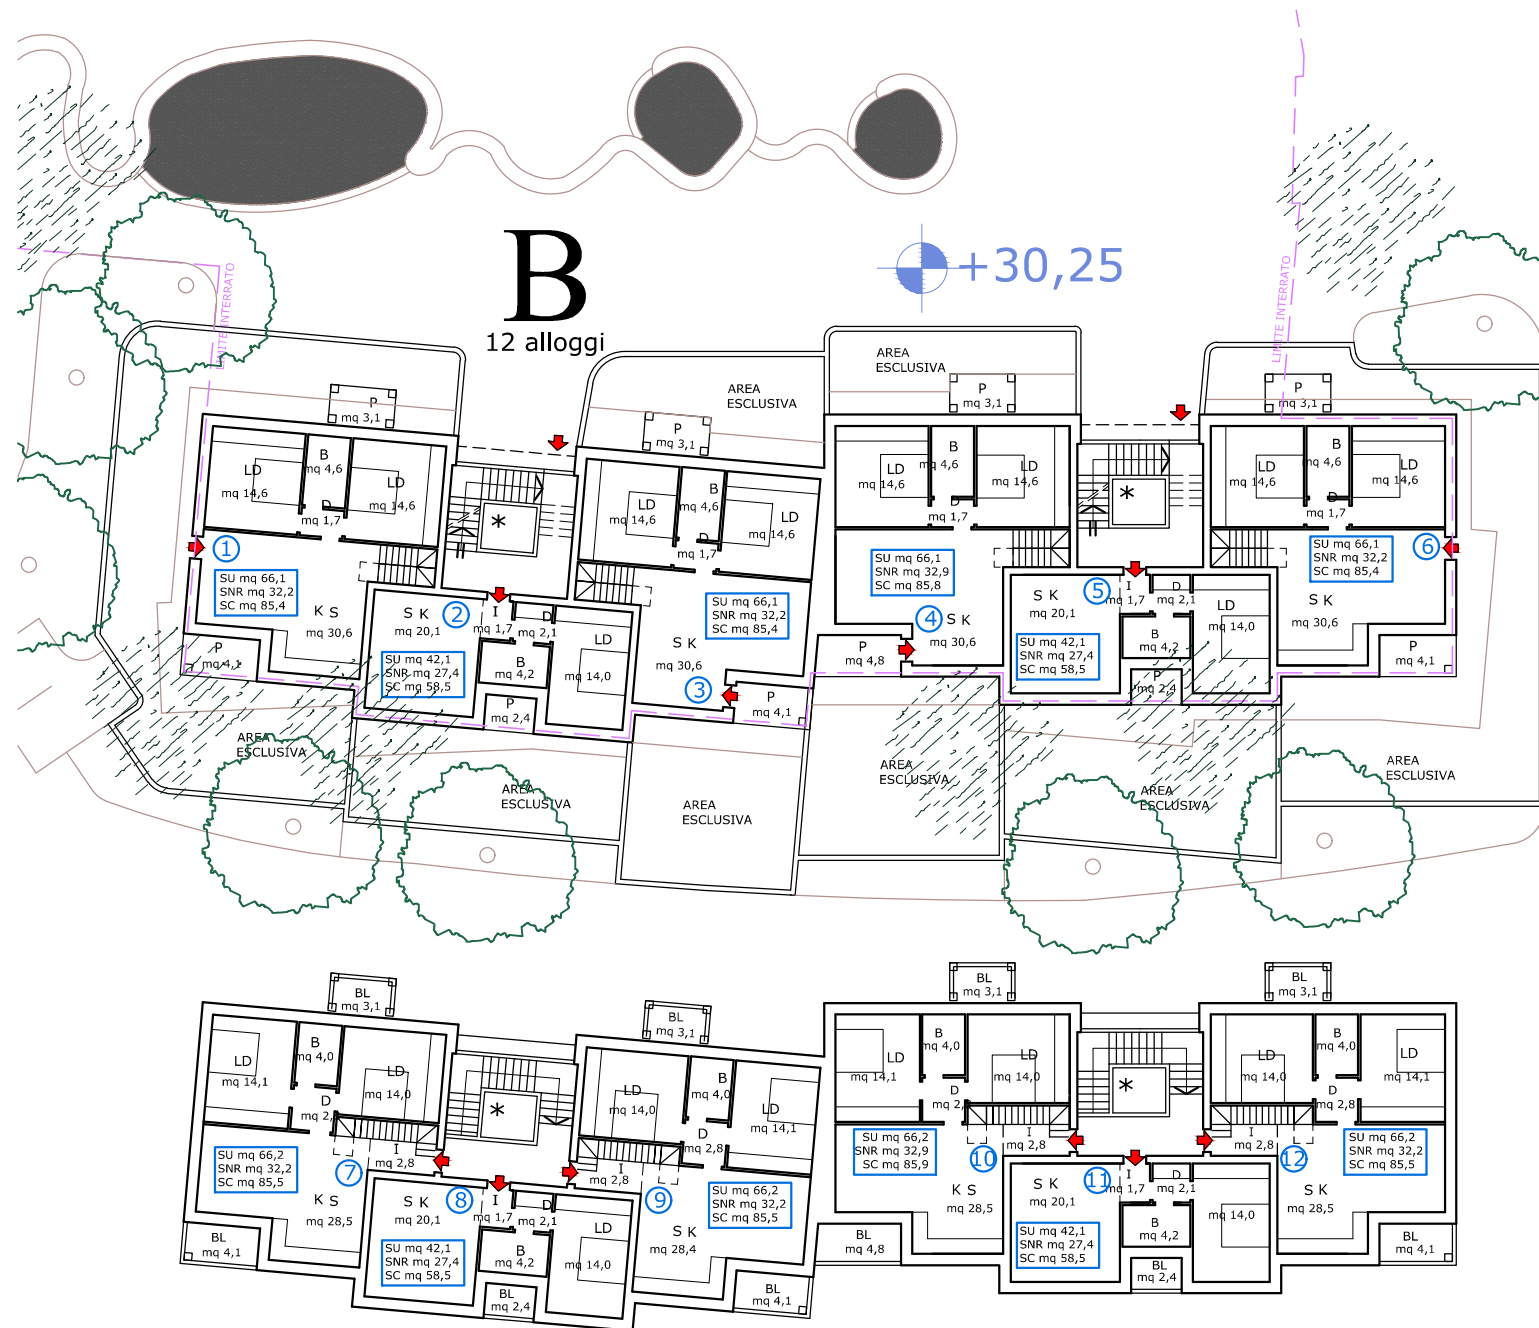 B
12 alloggi
+30,25
LIMITE INTERRATO
LIMITE INTERRATO
AREA
ESCLUSIVA
AREA
ESCLUSIVA
P
mq 3,1
P
mq 3,1
P
mq 3,1
P
mq 3,1
LD
mq 14,6
B
mq 4,6
LD
mq 14,6
D
mq 1,7
1
SU mq 66,1
SNR mq 32,2
SC mq 85,4
K S
mq 30,6
P
mq 4,1
*
2
S K
mq 20,1
I
mq 1,7
D
mq 2,1
LD
mq 14,0
B
mq 4,2
SU mq 42,1
SNR mq 27,4
SC mq 58,5
P
mq 2,4
LD
mq 14,6
B
mq 4,6
LD
mq 14,6
D
mq 1,7
SU mq 66,1
SNR mq 32,2
SC mq 85,4
S K
mq 30,6
3
P
mq 4,1
LD
mq 14,6
B
mq 4,6
LD
mq 14,6
D
mq 1,7
SU mq 66,1
SNR mq 32,9
SC mq 85,8
4
S K
mq 30,6
P
mq 4,8
*
5
S K
mq 20,1
I
mq 1,7
D
mq 2,1
LD
mq 14,0
B
mq 4,2
SU mq 42,1
SNR mq 27,4
SC mq 58,5
P
mq 2,4
LD
mq 14,6
B
mq 4,6
LD
mq 14,6
D
mq 1,7
SU mq 66,1
SNR mq 32,2
SC mq 85,4
6
S K
mq 30,6
P
mq 4,1
AREA
ESCLUSIVA
AREA
ESCLUSIVA
AREA
ESCLUSIVA
AREA
ESCLUSIVA
AREA
ESCLUSIVA
AREA
ESCLUSIVA
BL
mq 3,1
BL
mq 3,1
BL
mq 3,1
BL
mq 3,1
LD
mq 14,1
B
mq 4,0
LD
mq 14,0
D
I
mq 2,8
7
SU mq 66,2
SNR mq 32,2
SC mq 85,5
K S
mq 28,5
BL
mq 4,1
*
8
S K
mq 20,1
I
mq 1,7
D
mq 2,1
LD
mq 14,0
B
mq 4,2
SU mq 42,1
SNR mq 27,4
SC mq 58,5
BL
mq 2,4
LD
mq 14,0
B
mq 4,0
LD
mq 14,1
D
mq 2,8
I
mq 2,8
9
SU mq 66,2
SNR mq 32,2
SC mq 85,5
S K
mq 28,4
BL
mq 4,1
LD
mq 14,1
B
mq 4,0
LD
mq 14,0
D
I
mq 2,8
10
SU mq 66,2
SNR mq 32,9
SC mq 85,9
K S
mq 28,5
BL
mq 4,8
*
11
S K
mq 20,1
I
mq 1,7
D
mq 2,1
mq 14,0
B
mq 4,2
SU mq 42,1
SNR mq 27,4
SC mq 58,5
BL
mq 2,4
LD
mq 14,0
B
mq 4,0
LD
mq 14,1
D
mq 2,8
I
mq 2,8
12
SU mq 66,2
SNR mq 32,2
SC mq 85,5
S K
mq 28,5
BL
mq 4,1